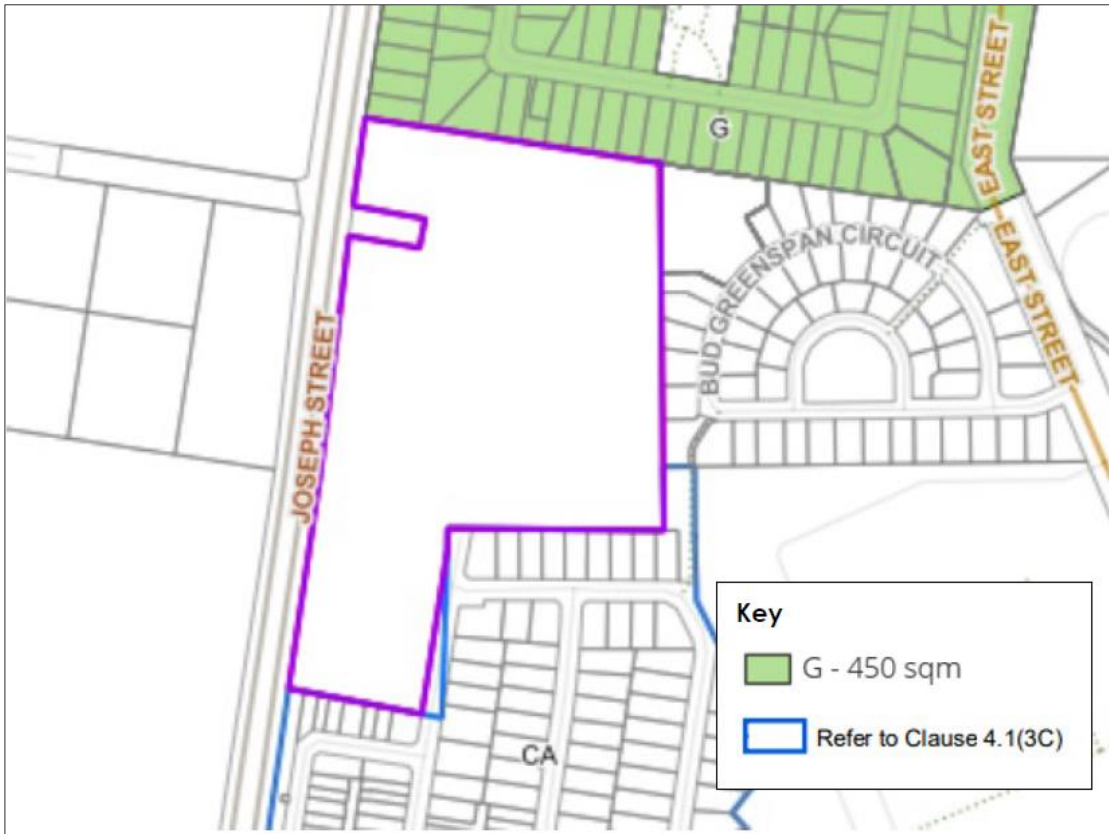 EAST STREET
G
EAST STREET
BUD GREENSPAN CIRCUIT
JOSEPH STREET
CA
Key
G - 450 sqm
Refer to Clause 4.1(3C)